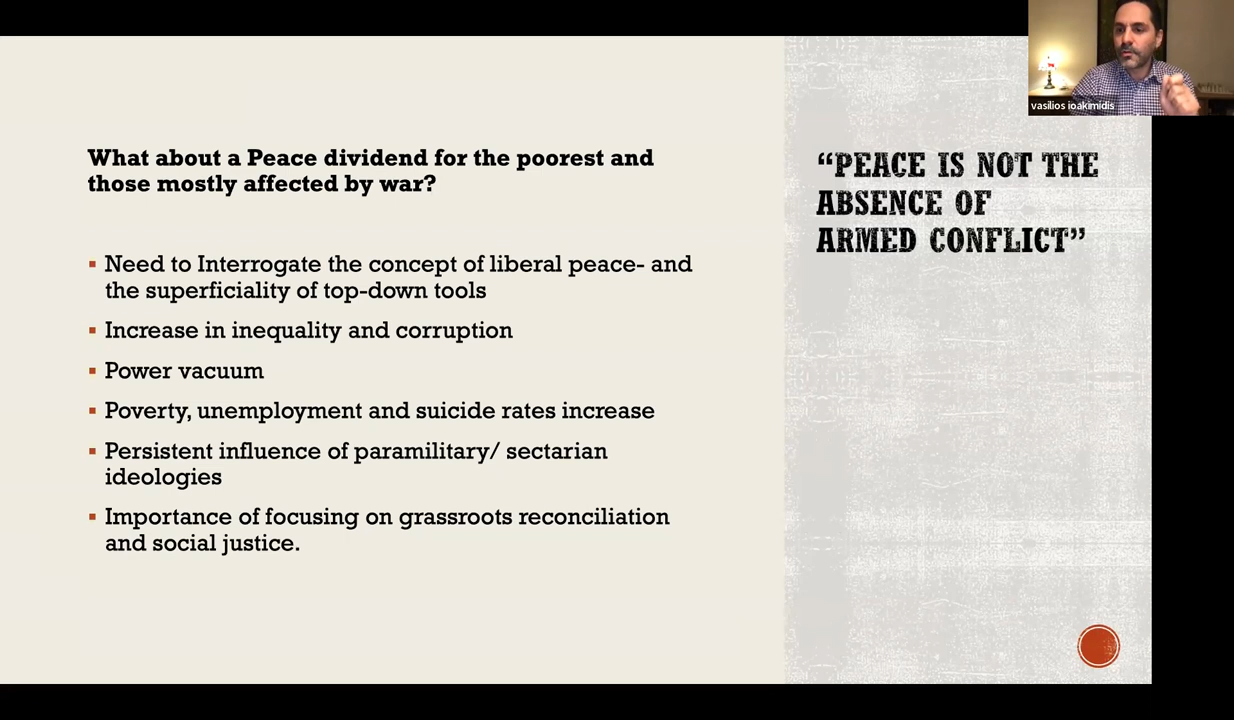 vasilios ioakimidis
What about a Peace dividend for the poorest and
those mostly affected by war?
▪ Need to Interrogate the concept of liberal peace- and
the superficiality of top-down tools
▪ Increase in inequality and corruption
▪ Power vacuum
▪ Poverty, unemployment and suicide rates increase
▪ Persistent influence of paramilitary/ sectarian
ideologies
▪ Importance of focusing on grassroots reconciliation
and social justice.
“PEACE IS NOT THE
ABSENCE OF
ARMED CONFLICT”